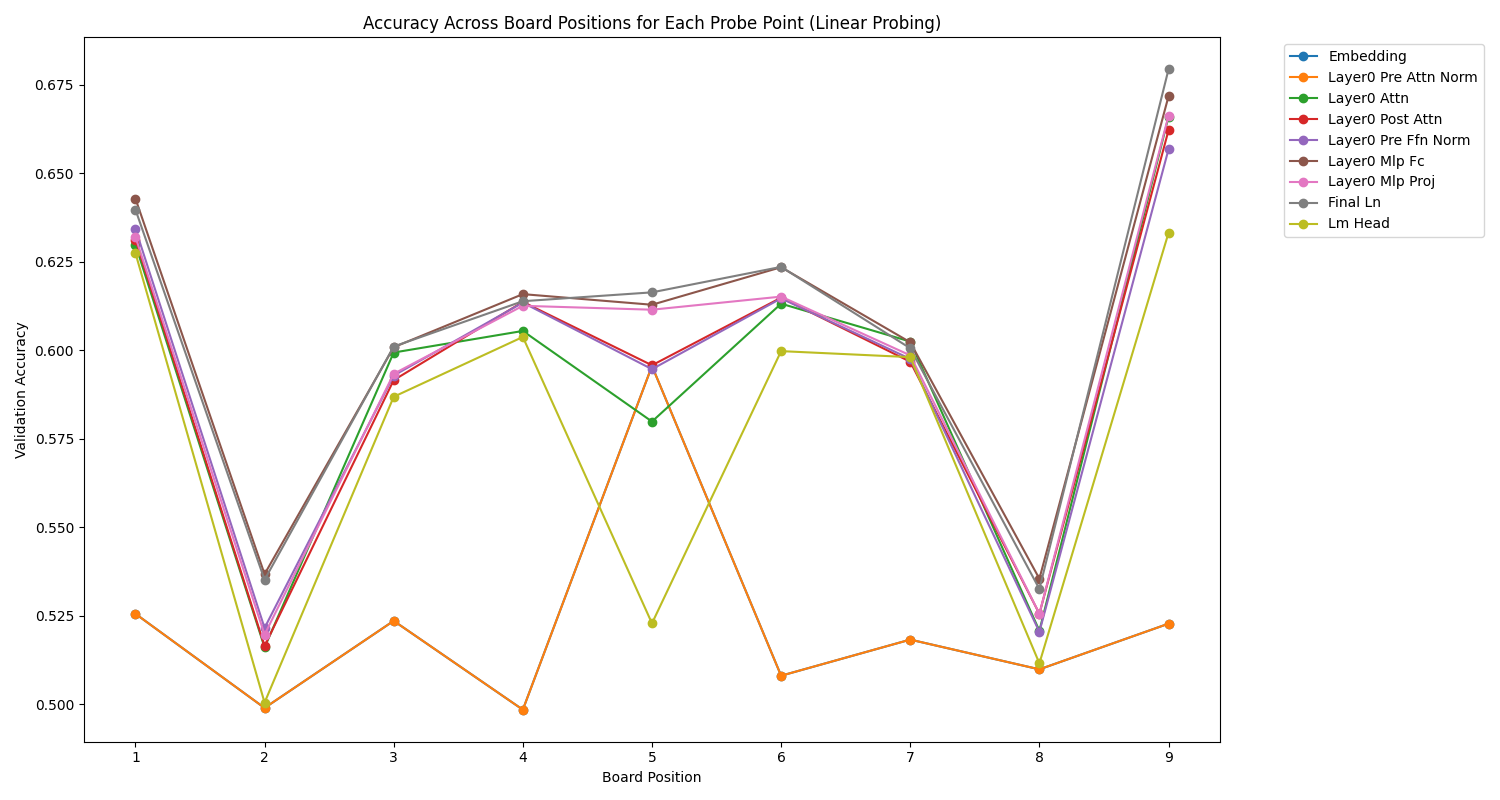 Accuracy Across Board Positions for Each Probe Point (Linear Probing)
Validation Accuracy
0.675
0.650
0.625
0.600
0.575
0.550
0.525
0.500
1 2 3 4 5 6 7 8 9
Board Position
Embedding
Layer0 Pre Attn Norm
Layer0 Attn
Layer0 Post Attn
Layer0 Pre Ffn Norm
Layer0 Mlp Fc
Layer0 Mlp Proj
Final Ln
Lm Head